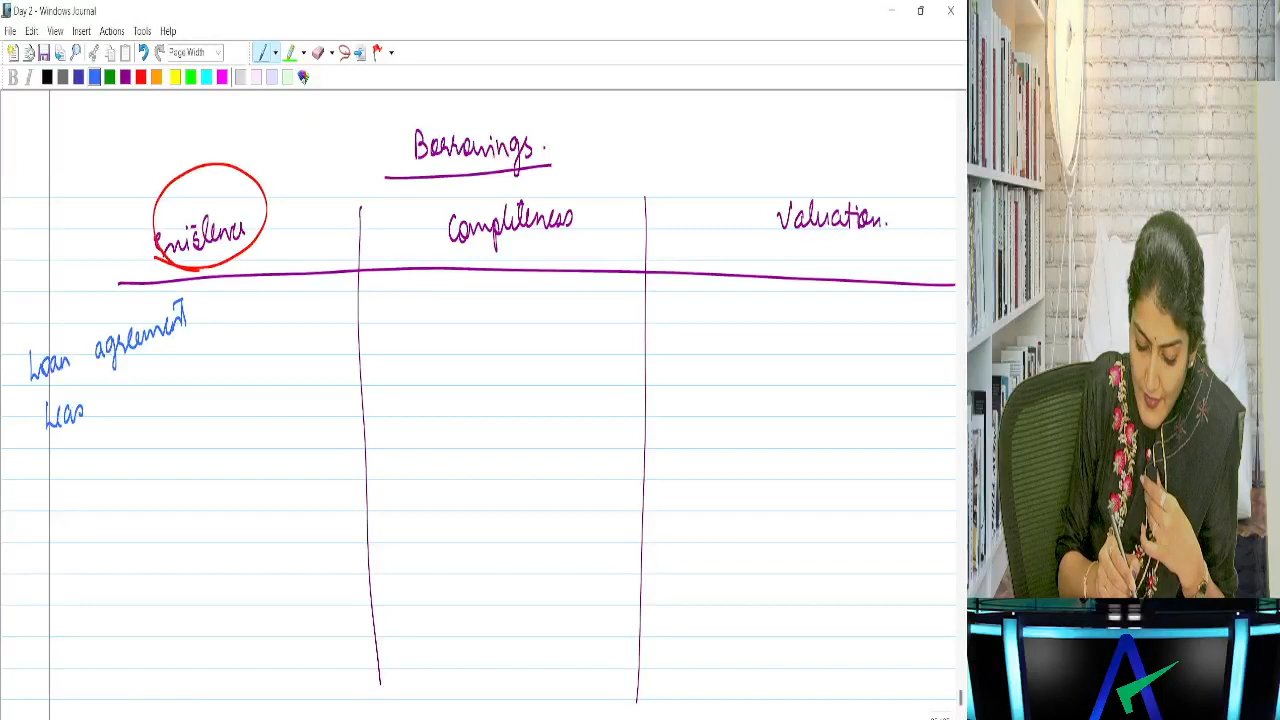 Day 2 - Windows Journal
File Edit View Insert Actions Tools Help
Page Width
B I
Borrowings.
Existence Completeness Valuation.
Loan agreement
Leas